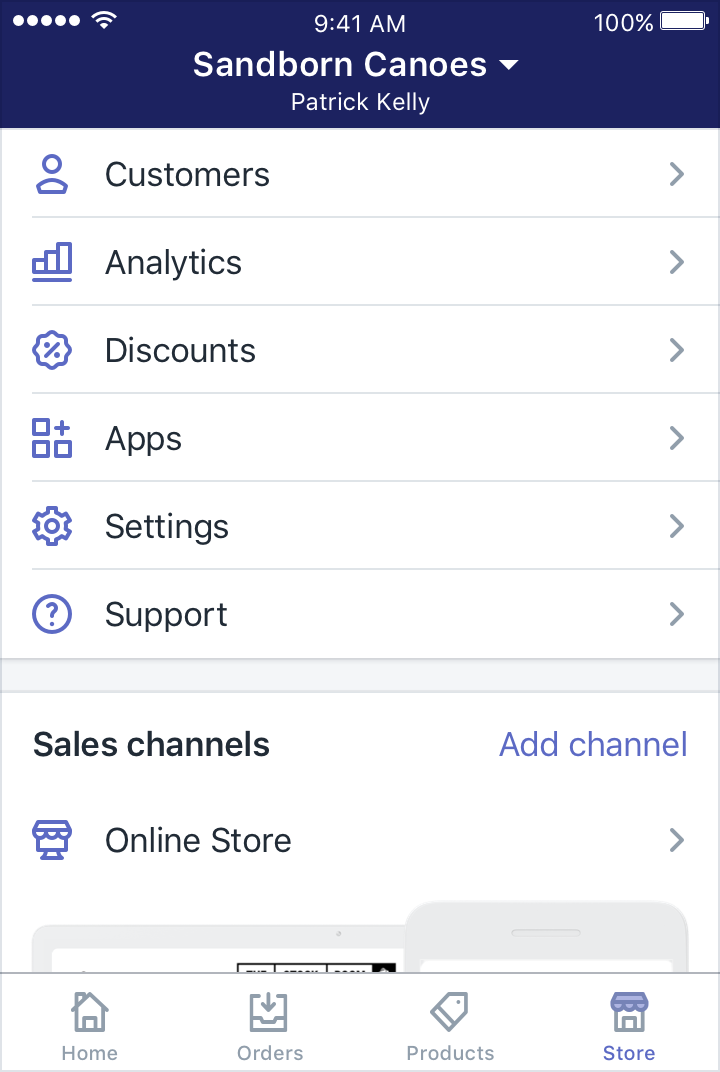 9:41 AM
100%
Sandborn Canoes
Patrick Kelly
Customers
Analytics
Discounts
Apps
Settings
Support
Sales channels
Add channel
Online Store
Home
Orders
Products
Store